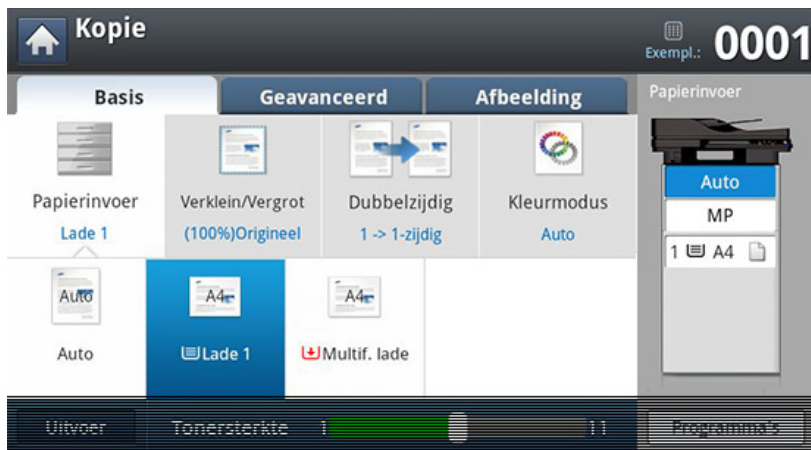 Kopie
Exempl.: 0001
Basis Geavanceerd Afbeelding
Papierinvoer
Papierinvoer Verklein/Vergrot Dubbelzijdig Kleurmodus
Lade 1 (100%)Origineel 1 -> 1-zijdig Auto
Auto
MP
1 A4
Auto A4 A4
Auto Lade 1 Multif. lade
Uitvoer Tonersterkte 1 11 Programma's